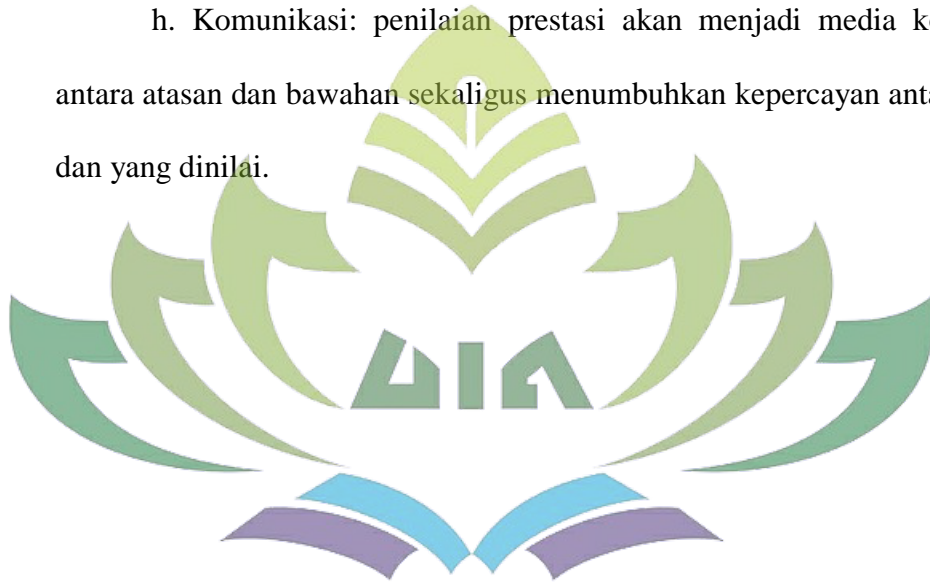 h. Komunikasi: penilaian prestasi akan menjadi media
antara atasan dan bawahan sekaligus menumbuhkan kepercayan
dan yang dinilai.